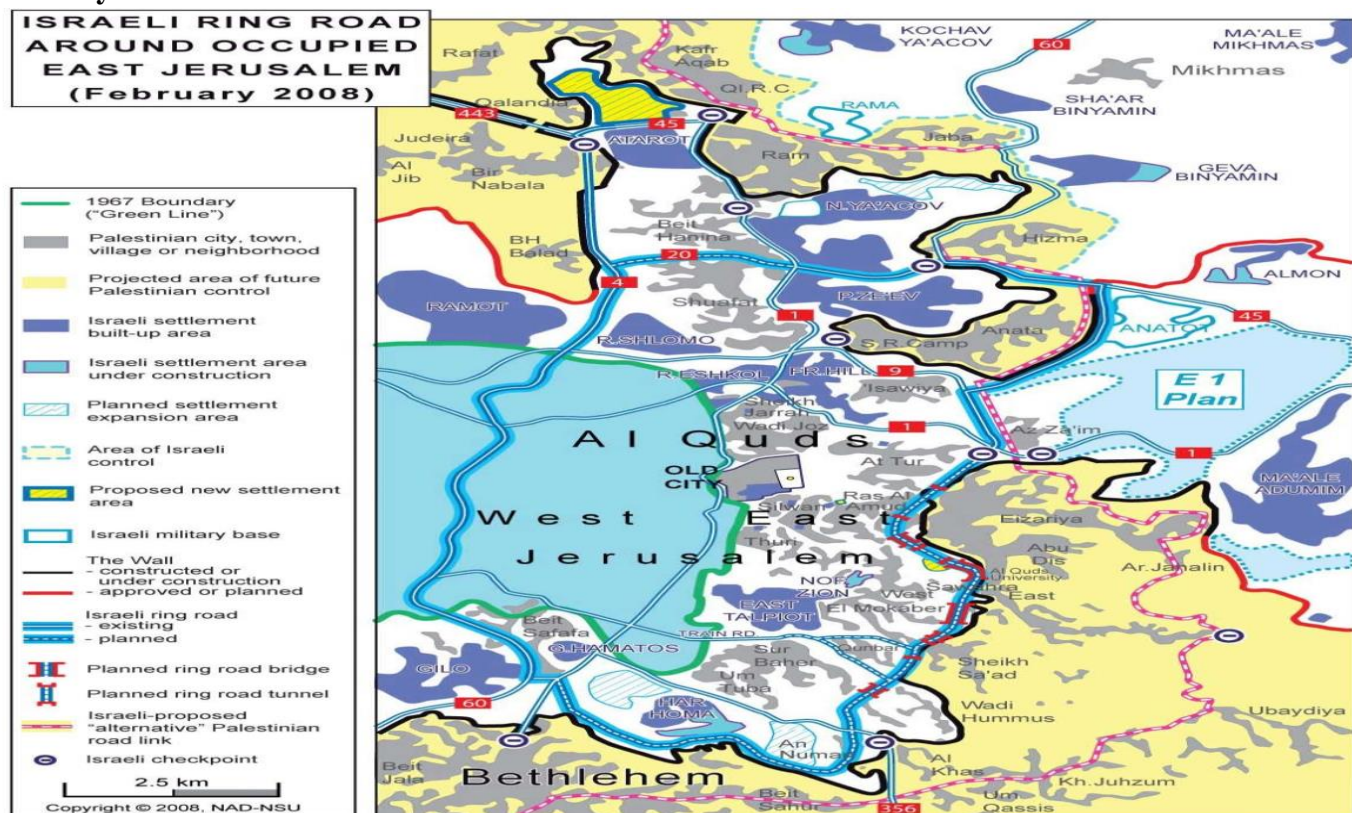 ISRAELI RING ROAD
AROUND OCCUPIED
EAST JERUSALEM
(February 2008)
1967 Boundary
("Green Line")
Palestinian city, town,
village or neighborhood
Projected area of future
Palestinian control
Israeli settlement
built-up area
Israeli settlement area
under construction
Planned settlement
expansion area
Area of Israeli
control
Proposed new settlement
area
Israeli military base
The Wall
- constructed or
under construction
- approved or planned
Israeli ring road
- existing
- planned
Planned ring road bridge
Planned ring road tunnel
Israeli-proposed
"alternative" Palestinian
road link
Israeli checkpoint
2.5 km
Copyright © 2008, NAD-NSU
KOCHAV
YA'ACOV
MA'ALE
MIKHMAS
60
Mikhmas
Rafat
Kafr
Aqab
QI.R.C.
RAMA
SHA'AR
BINYAMIN
Qalandia
443
45
ATAROT
Judeira
Al
Jib
Bir
Nabala
Ram
Jaba
GEVA
BINYAMIN
N.YA'ACOV
Beit
Hanina
BH
Balad
Hizma
20
4
ALMON
RAMOT
Shuafat
P.ZE'EV
1
45
ANATOT
R.SHLOMO
Anata
S.R.Camp
R.ESHKOL
FR.HILL
9
'Isawiya
E 1
Plan
Sheikh
Jarrah
Wadi Joz
1
Az Za'im
1
Al Quds
At Tur
OLD
CITY
MA'ALE
ADUMIM
Silwan
Ras Al
Amud
West East
Jerusalem
Thuri
Eizariya
Abu
Dis
Al Quds
University
Ar.Jahalin
NOF
ZION
West
Sawahra
East
EAST
TALPIOT
El Mokaber
Beit
Safafa
TRAIN RD.
Qunbar
G.HAMATOS
Sur
Baher
Sheikh
Sa'ad
GILO
Um
Tuba
60
HAR
HOMA
Wadi
Hummus
Ubaydiya
An
Numan
Beit
Jala
Bethlehem
Al
Khas
Kh.Juhzum
Beit
Sahur
356
Um
Qassis